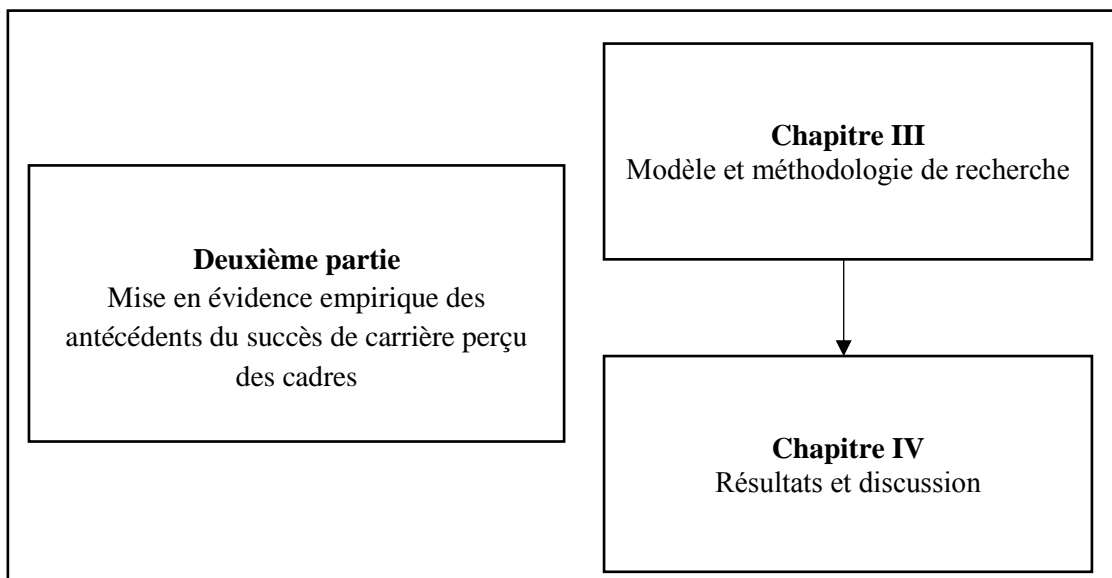 Deuxième partie
Mise en évidence empirique des
antécédents du succès de carrière perçu
des cadres
Chapitre III
Modèle et méthodologie de recherche
Chapitre IV
Résultats et discussion